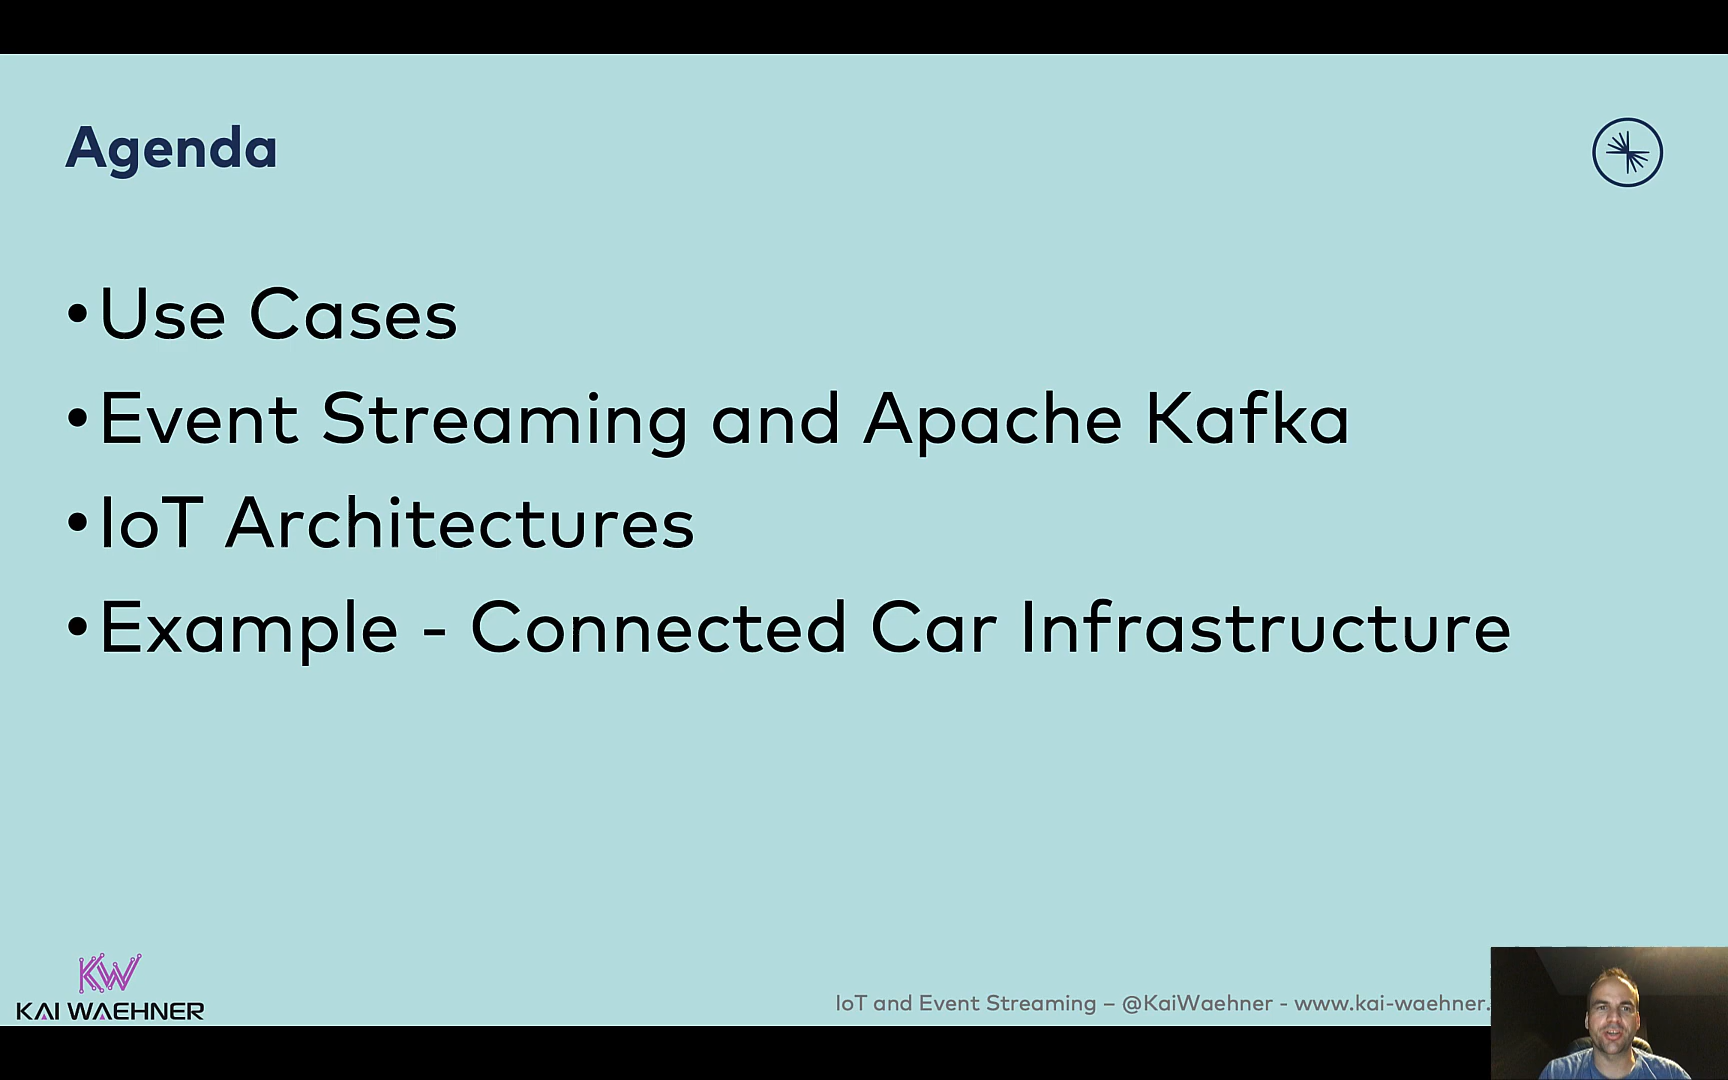 Agenda
• Use Cases
• Event Streaming and Apache Kafka
• IoT Architectures
• Example - Connected Car Infrastructure
KW
KAI WAEHNER
IoT and Event Streaming – @KaiWaehner - www.kai-waehner.